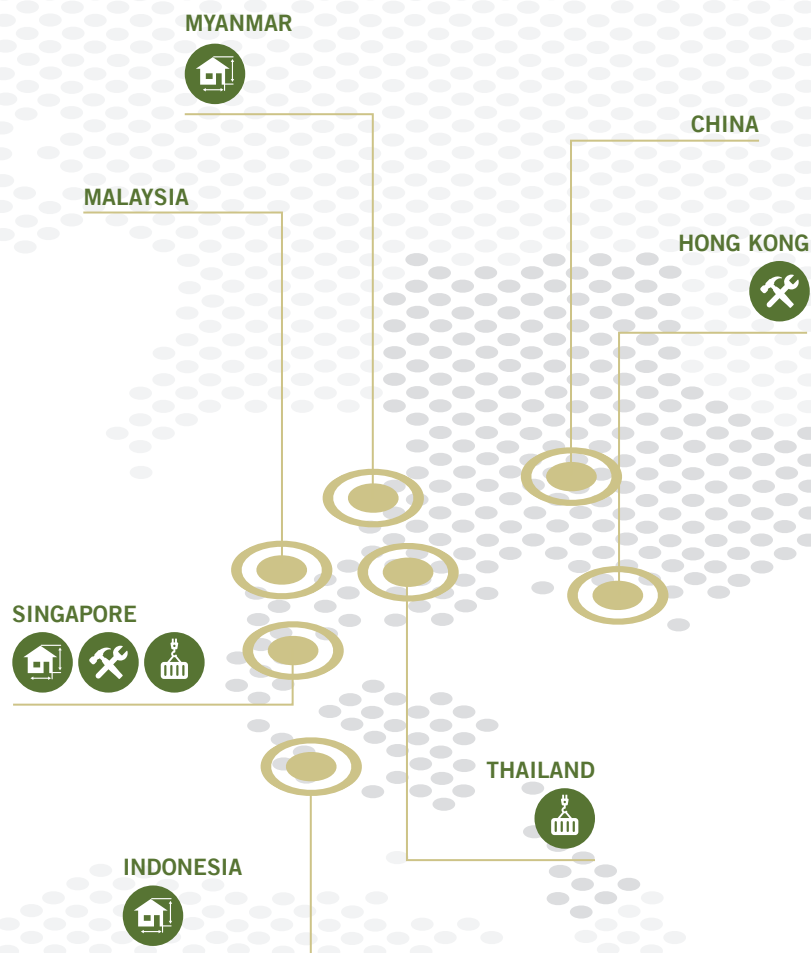 MYANMAR
CHINA
MALAYSIA
HONG KONG
SINGAPORE
THAILAND
INDONESIA